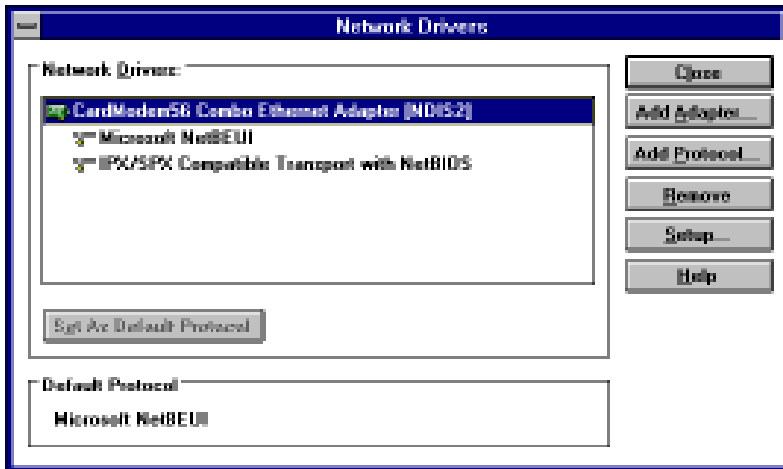 Network Drivers
Network Drivers:
CardModem56 Combo Ethernet Adapter [NDIS2]
Microsoft NetBEUI
IPX/SPX Compatible Transport with NetBIOS
Set As Default Protocol
Default Protocol
Microsoft NetBEUI
Close
Add Adapter...
Add Protocol...
Remove
Setup...
Help